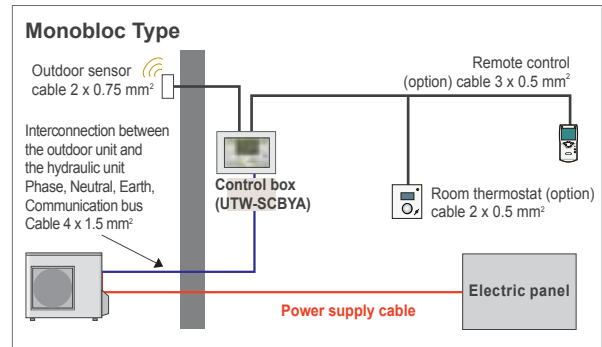 Monobloc Type
Outdoor sensor
cable 2 x 0.75 mm²
Remote control
(option) cable 3 x 0.5 mm²
Interconnection between
the outdoor unit and
the hydraulic unit
Phase, Neutral, Earth,
Communication bus
Cable 4 x 1.5 mm²
Control box
(UTW-SCBYA)
Room thermostat (option)
cable 2 x 0.5 mm²
Electric panel
Power supply cable